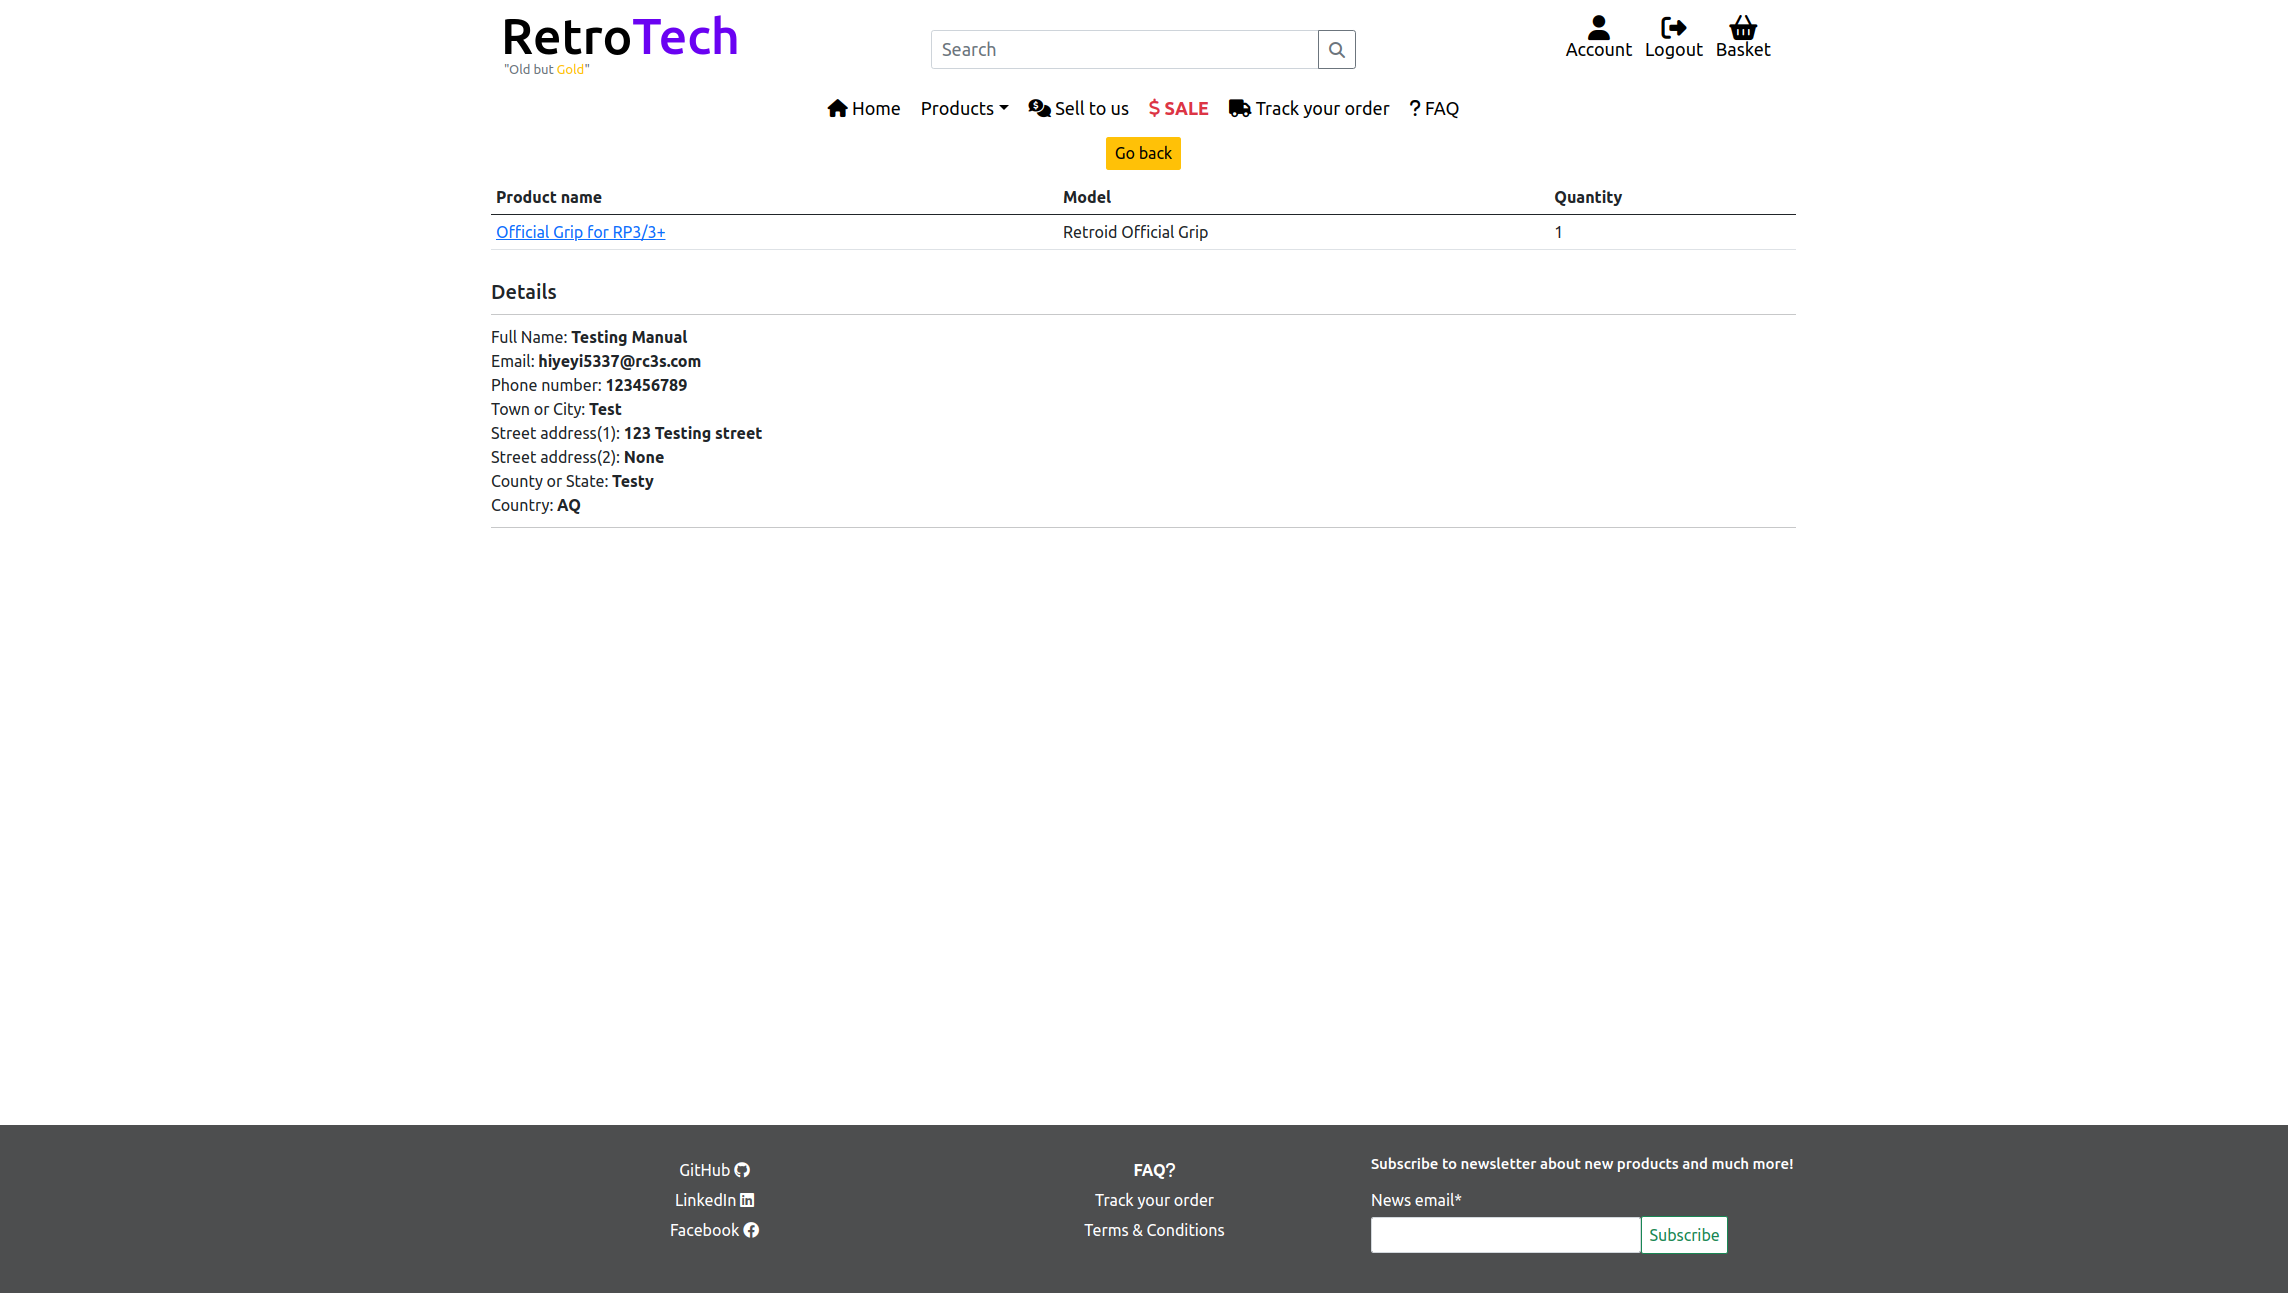 RetroTech
"Old but Gold"
Search
Account Logout Basket
Home Products Sell to us $ SALE Track your order ? FAQ
Go back
Product name Model Quantity
Official Grip for RP3/3+ Retroid Official Grip 1
Details
Full Name: Testing Manual
Email: hiyeyi5337@rc3s.com
Phone number: 123456789
Town or City: Test
Street address(1): 123 Testing street
Street address(2): None
County or State: Testy
Country: AQ
GitHub
LinkedIn
Facebook
FAQ?
Track your order
Terms & Conditions
Subscribe to newsletter about new products and much more!
News email*
Subscribe